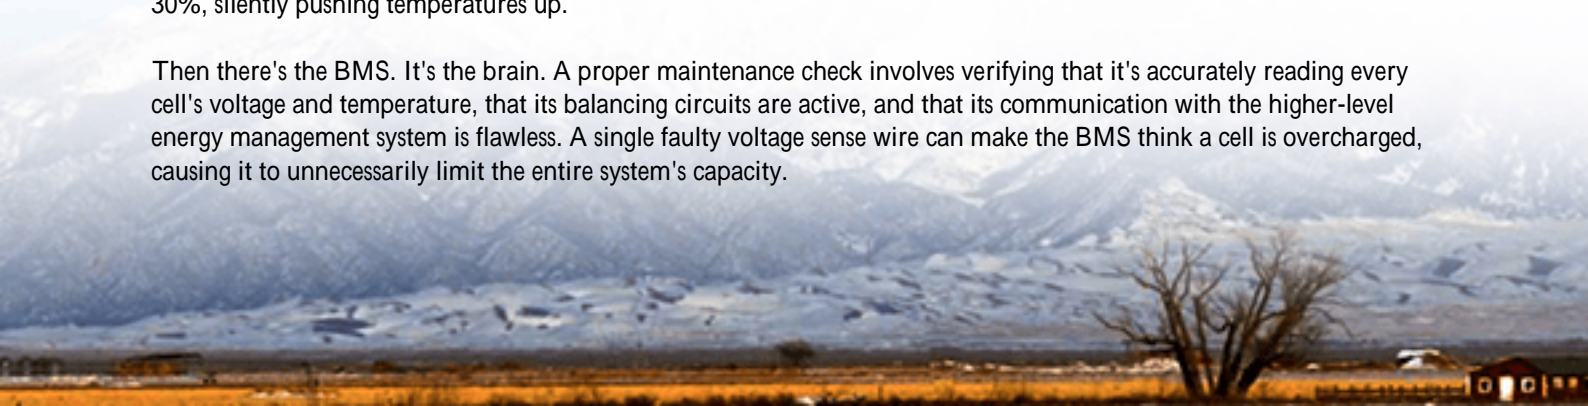 30%, silently pushing temperatures up.
Then there's the BMS. It's the brain. A proper maintenance check involves verifying that it's accurately reading every
cell's voltage and temperature, that its balancing circuits are active, and that its communication with the higher-level
energy management system is flawless. A single faulty voltage sense wire can make the BMS think a cell is overcharged,
causing it to unnecessarily limit the entire system's capacity.